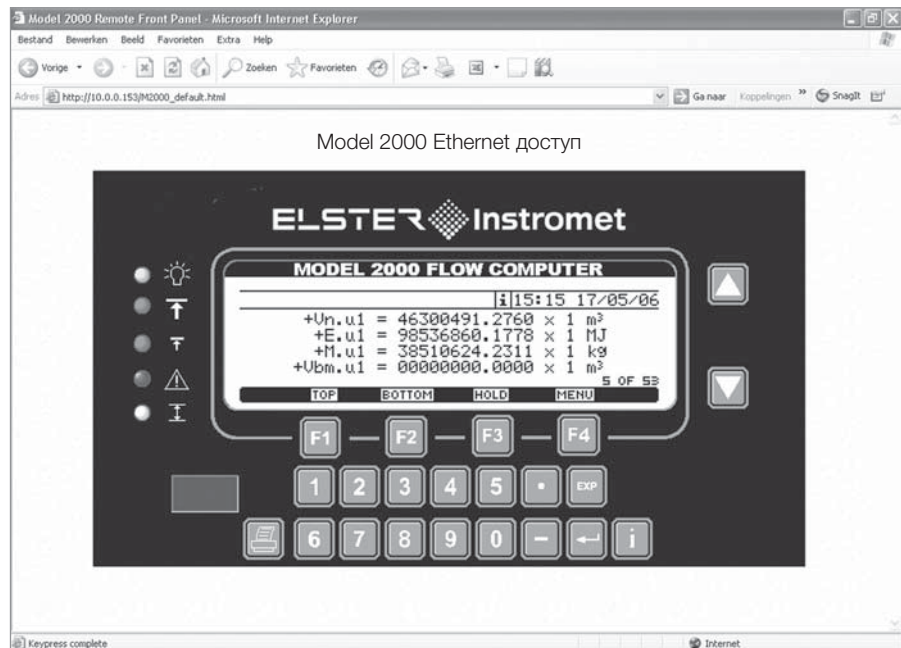 Model 2000 Remote Front Panel - Microsoft Internet Explorer
Bestand Bewerken Beeld Favorieten Extra Help
Vorige Zoeken Favorieten
Adres http://10.0.0.153/M2000_default.html Ga naar Koppelingen » SnagIt
Model 2000 Ethernet доступ
ELSTER Instromet
MODEL 2000 FLOW COMPUTER
i 15:15 17/05/06
+Vn.u1 = 46300491.2760 x 1 m³
+E.u1 = 98536860.1778 x 1 MJ
+M.u1 = 38510624.2311 x 1 kg
+Vbm.u1 = 00000000.0000 x 1 m³
5 OF 53
TOP BOTTOM HOLD MENU
F1 F2 F3 F4
1 2 3 4 5 • EXP
6 7 8 9 0 - i
Keypress complete Internet